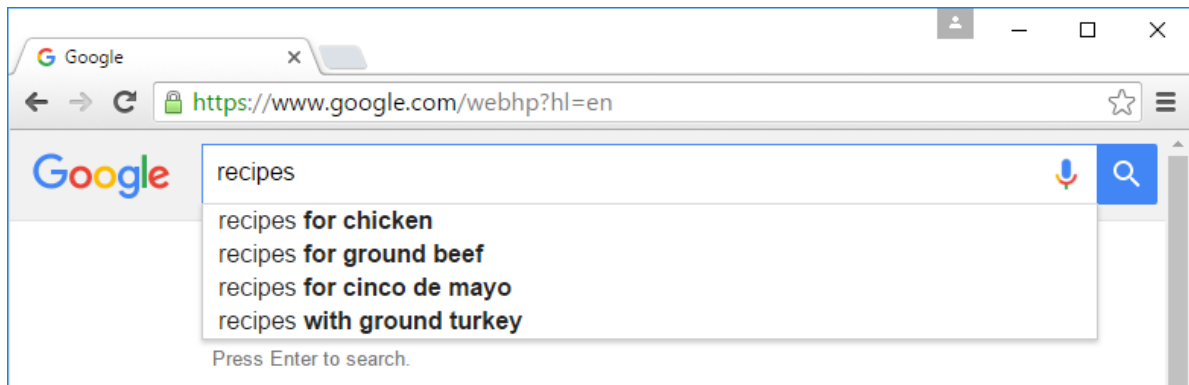 Google
https://www.google.com/webhp?hl=en
Google recipes
recipes for chicken
recipes for ground beef
recipes for cinco de mayo
recipes with ground turkey
Press Enter to search.